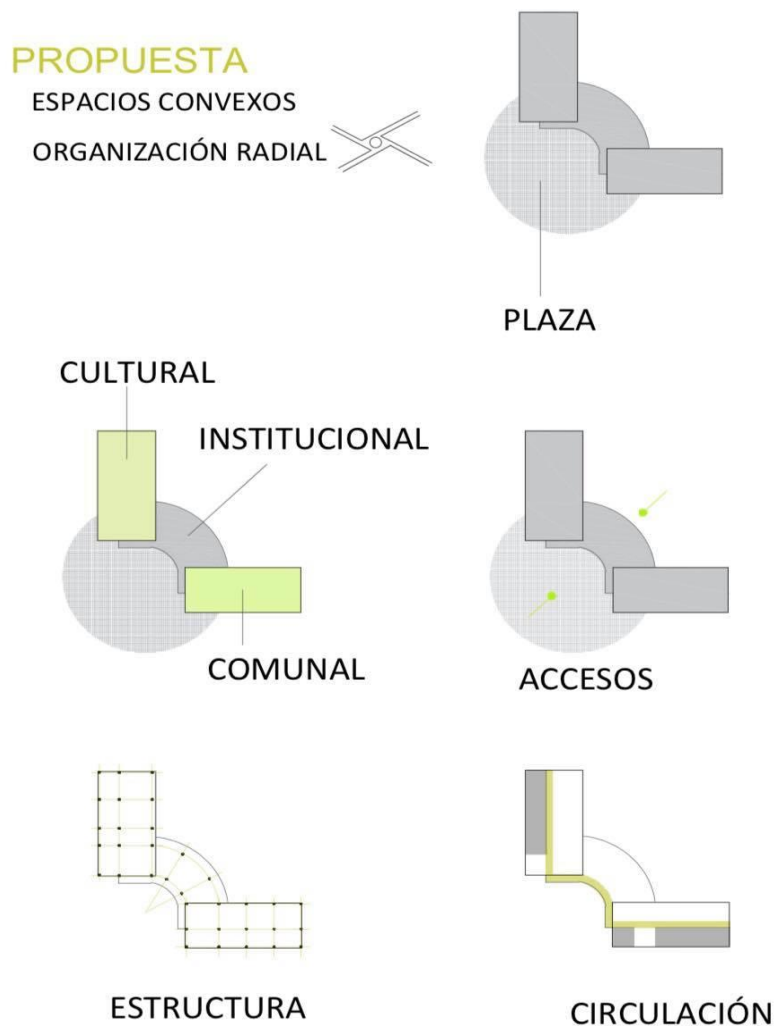 PROPUESTA
ESPACIOS CONVEXOS
ORGANIZACIÓN RADIAL
PLAZA
CULTURAL
INSTITUCIONAL
COMUNAL
ACCESOS
ESTRUCTURA
CIRCULACIÓN